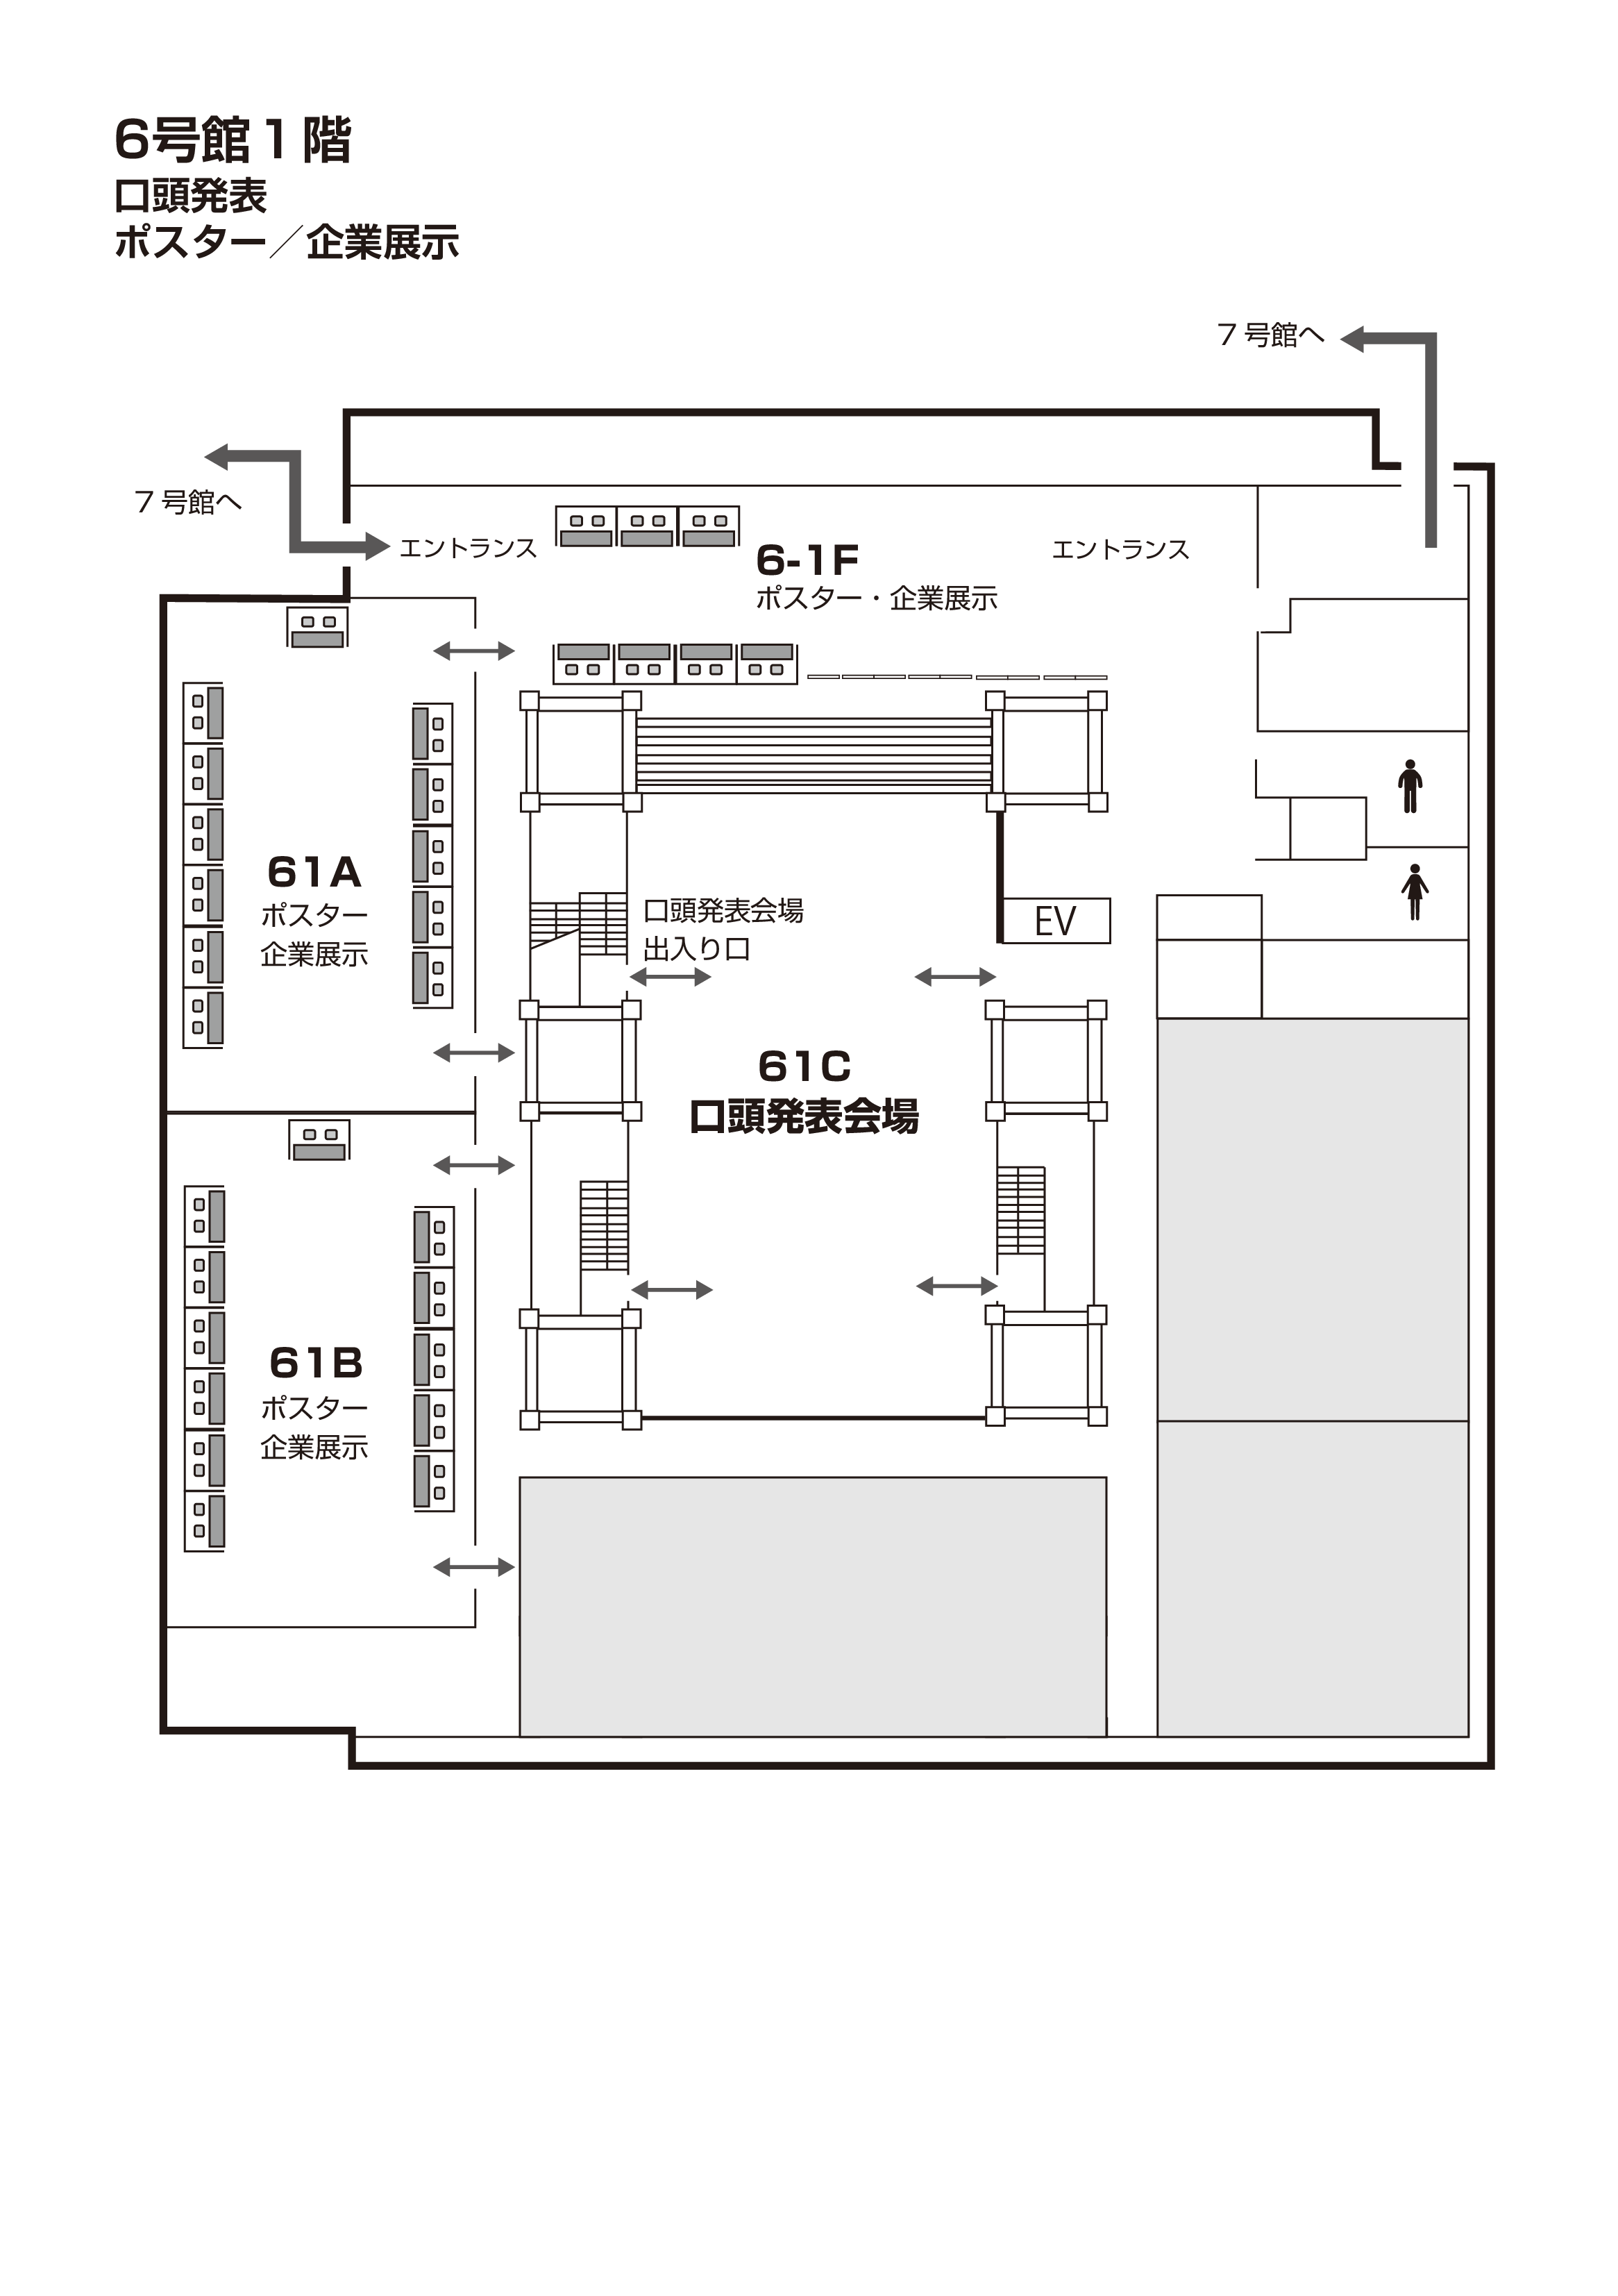 6号館1階
口頭発表
ポスター／企業展示
7号館へ
7号館へ
エントランス
エントランス
6-1F
ポスター・企業展示
61A
ポスター
企業展示
口頭発表会場
出入り口
EV
61C
口頭発表会場
61B
ポスター
企業展示